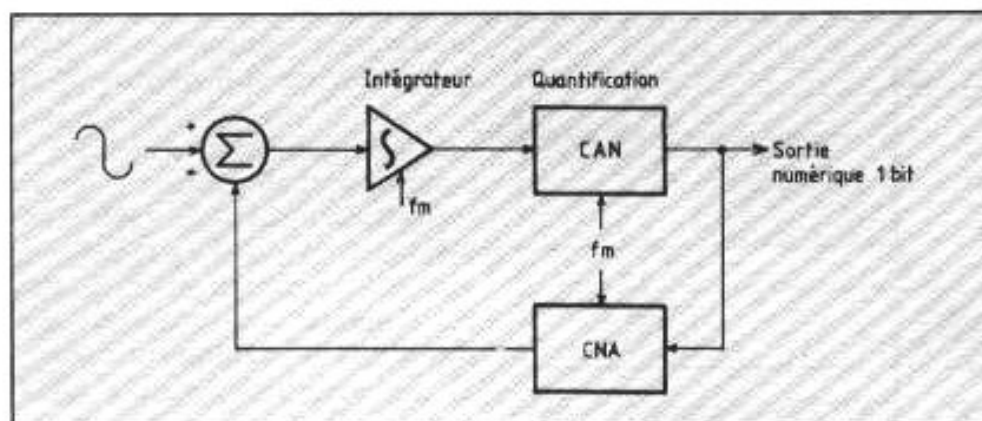 Intégrateur
Quantification
Σ
∫
CAN
Sortie
numérique 1 bit
fm
fm
CNA